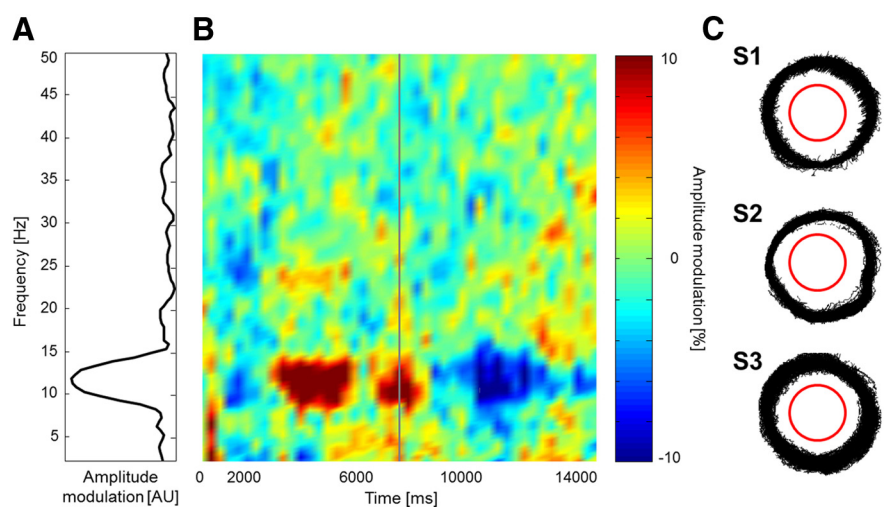 A
B
C
50
45
40
35
30
25
20
15
10
5
Frequency [Hz]
Amplitude
modulation [AU]
0 2000 6000 10000 14000
Time [ms]
10
0
-10
Amplitude modulation [%]
S1
S2
S3